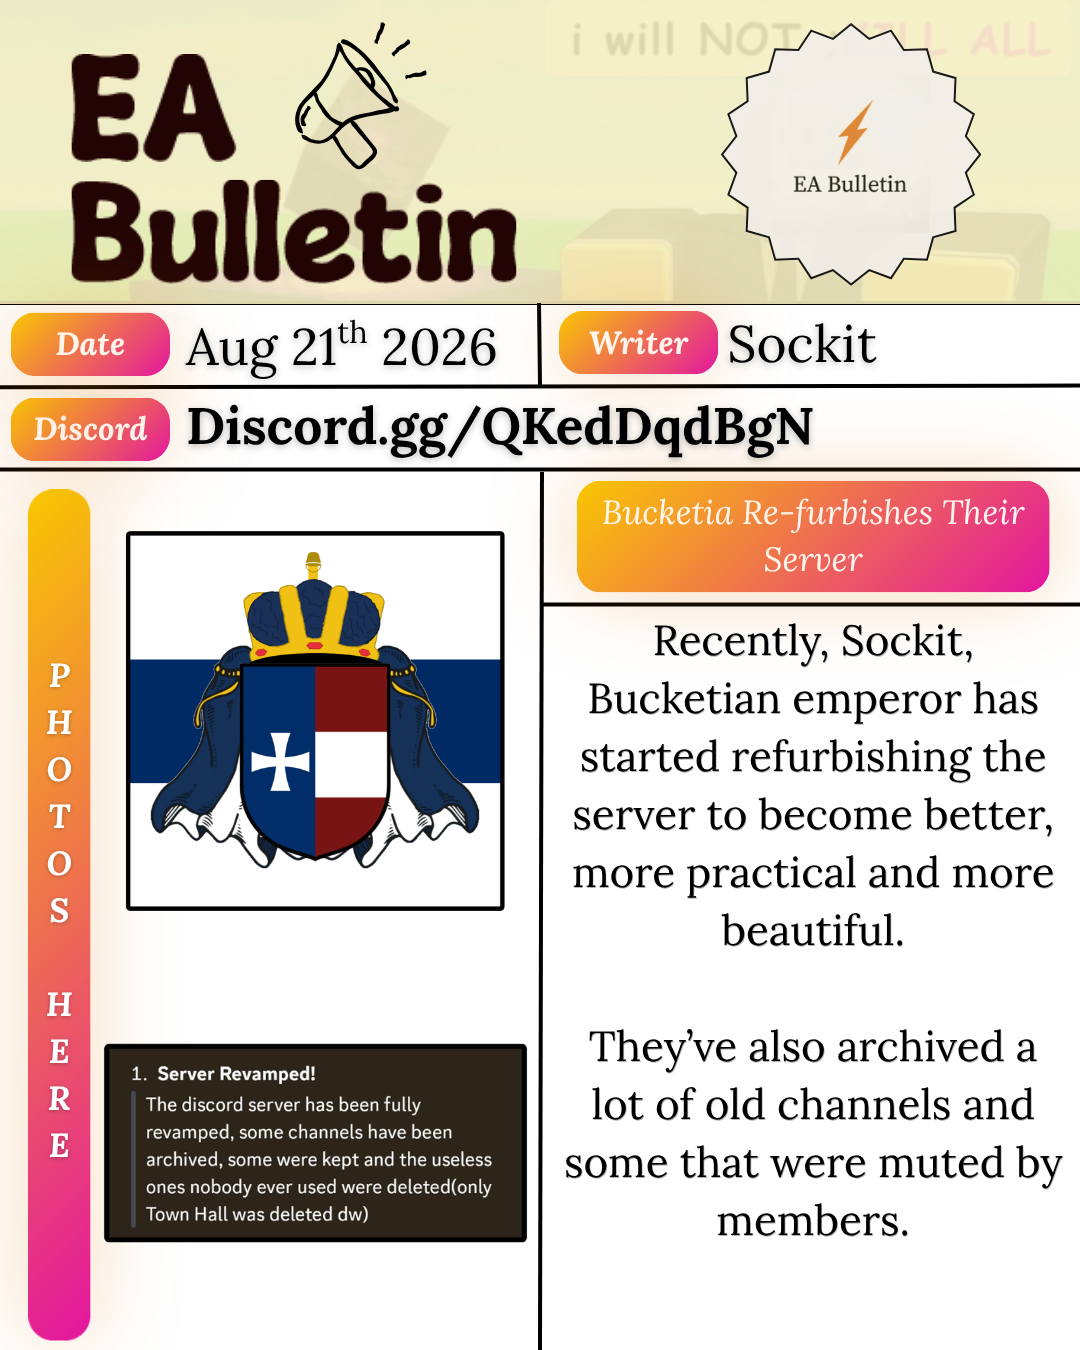 i will NOT KILL ALL
EA
Bulletin
EA Bulletin
Date
Aug 21th 2026
Writer
Sockit
Discord
Discord.gg/QKedDqdBgN
PHOTOS HERE
Bucketia Re-furbishes Their
Server
Recently, Sockit,
Bucketian emperor has
started refurbishing the
server to become better,
more practical and more
beautiful.
They’ve also archived a
lot of old channels and
some that were muted by
members.
1. Server Revamped!
The discord server has been fully
revamped, some channels have been
archived, some were kept and the useless
ones nobody ever used were deleted(only
Town Hall was deleted dw)